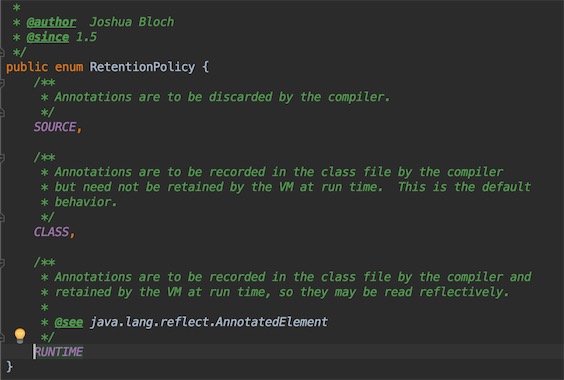 *
* @author  Joshua Bloch
* @since 1.5
*/
public enum RetentionPolicy {
    /**
     * Annotations are to be discarded by the compiler.
     */
    SOURCE,

    /**
     * Annotations are to be recorded in the class file by the compiler
     * but need not be retained by the VM at run time.  This is the default
     * behavior.
     */
    CLASS,

    /**
     * Annotations are to be recorded in the class file by the compiler and
     * retained by the VM at run time, so they may be read reflectively.
     *
     * @see java.lang.reflect.AnnotatedElement
     */
    RUNTIME
}